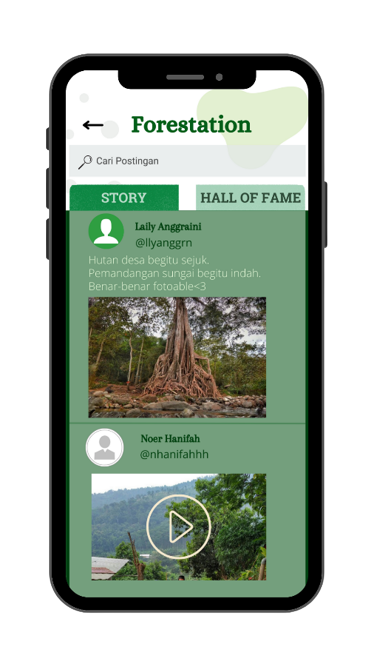 Forestation
Cari Postingan
STORY
HALL OF FAME
Laily Anggraini
@llyanggrn
Hutan desa begitu sejuk.
Pemandangan sungai begitu indah.
Benar-benar fotoable<3
Noer Hanifah
@nhanifahhh